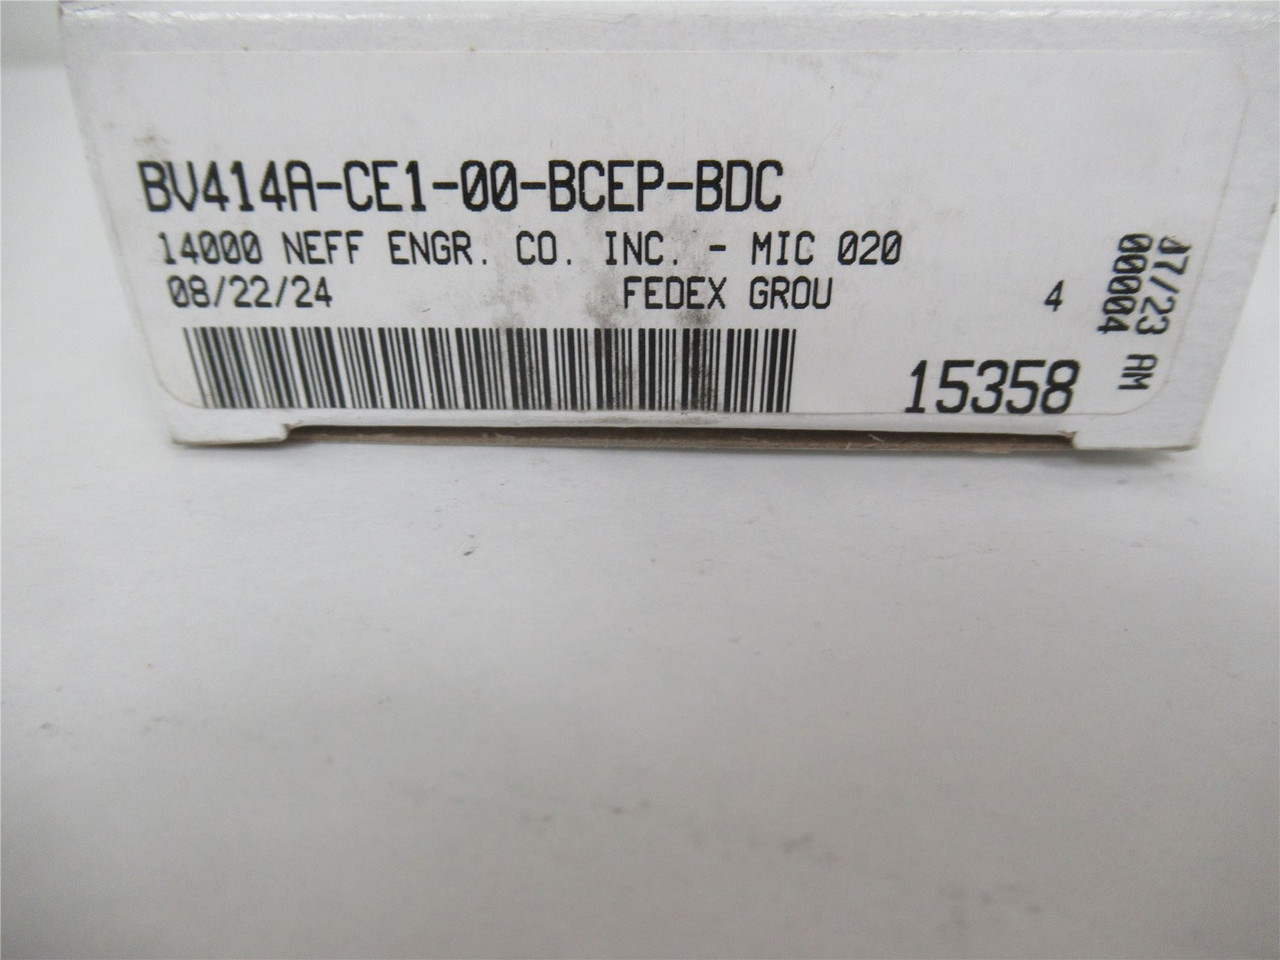 BV414A-CE1-00-BCEP-BDC
14000 NEFF ENGR. CO. INC. - MIC 020
08/22/24 FEDEX GROU 4
15358
07/23 AM
000004